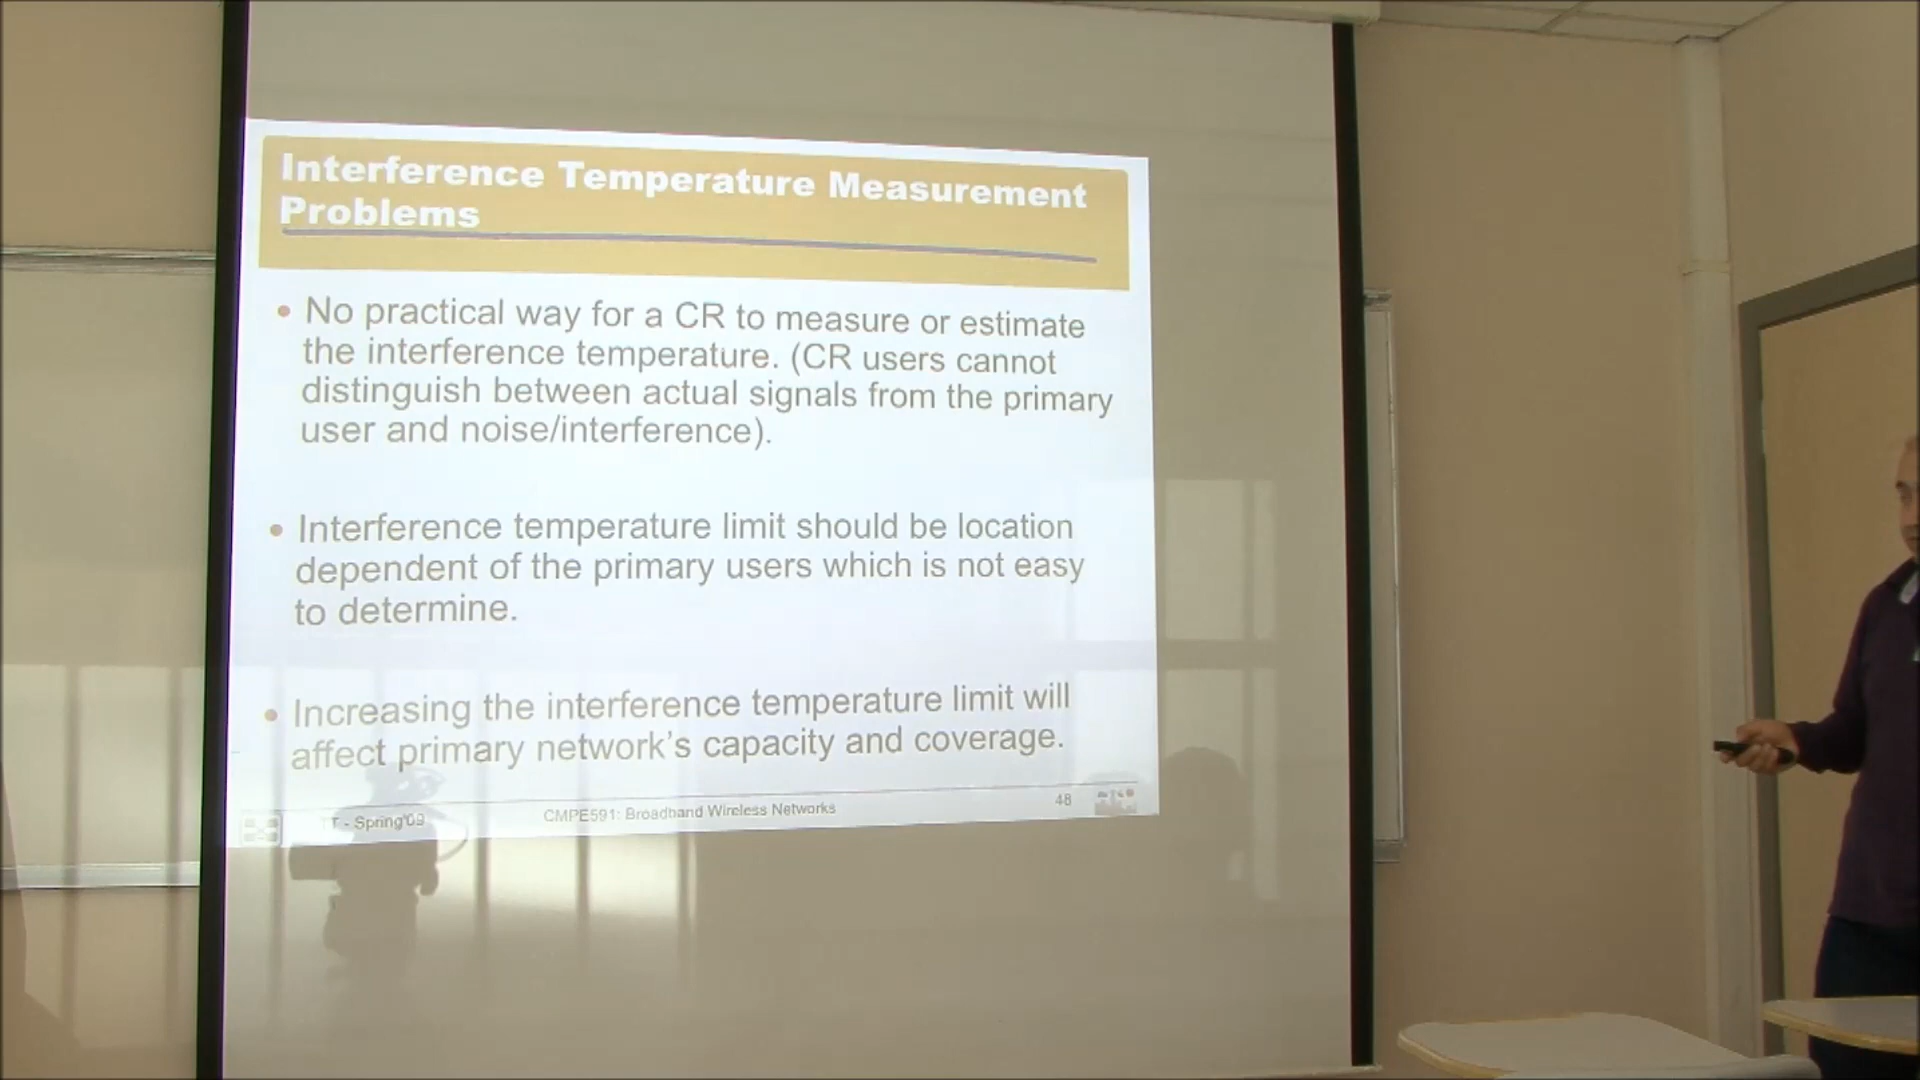 Interference Temperature Measurement
Problems
• No practical way for a CR to measure or estimate
the interference temperature. (CR users cannot
distinguish between actual signals from the primary
user and noise/interference).
• Interference temperature limit should be location
dependent of the primary users which is not easy
to determine.
• Increasing the interference temperature limit will
affect primary network's capacity and coverage.
TT - Spring'09
CMPE591: Broadband Wireless Networks
48